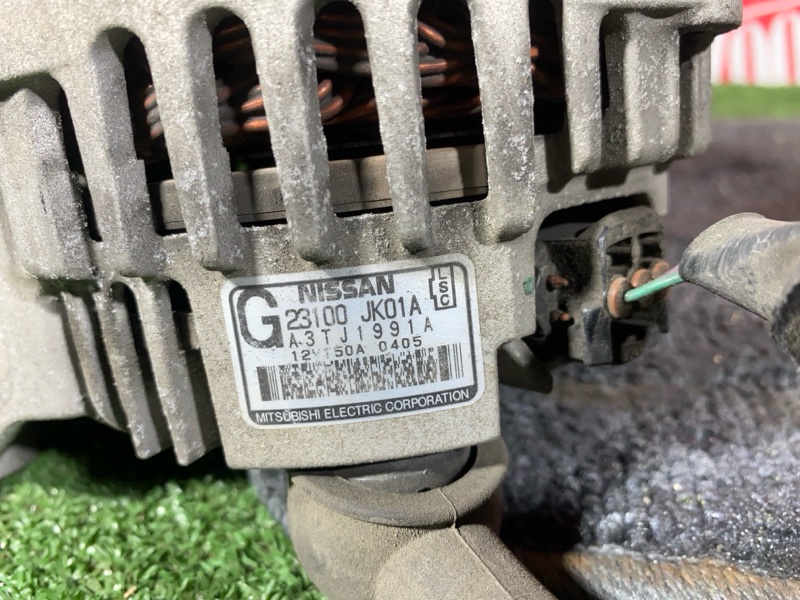 NISSAN
G 23100 JK01A LSC
A3TJ1991A
12V150A 0405
MITSUBISHI ELECTRIC CORPORATION